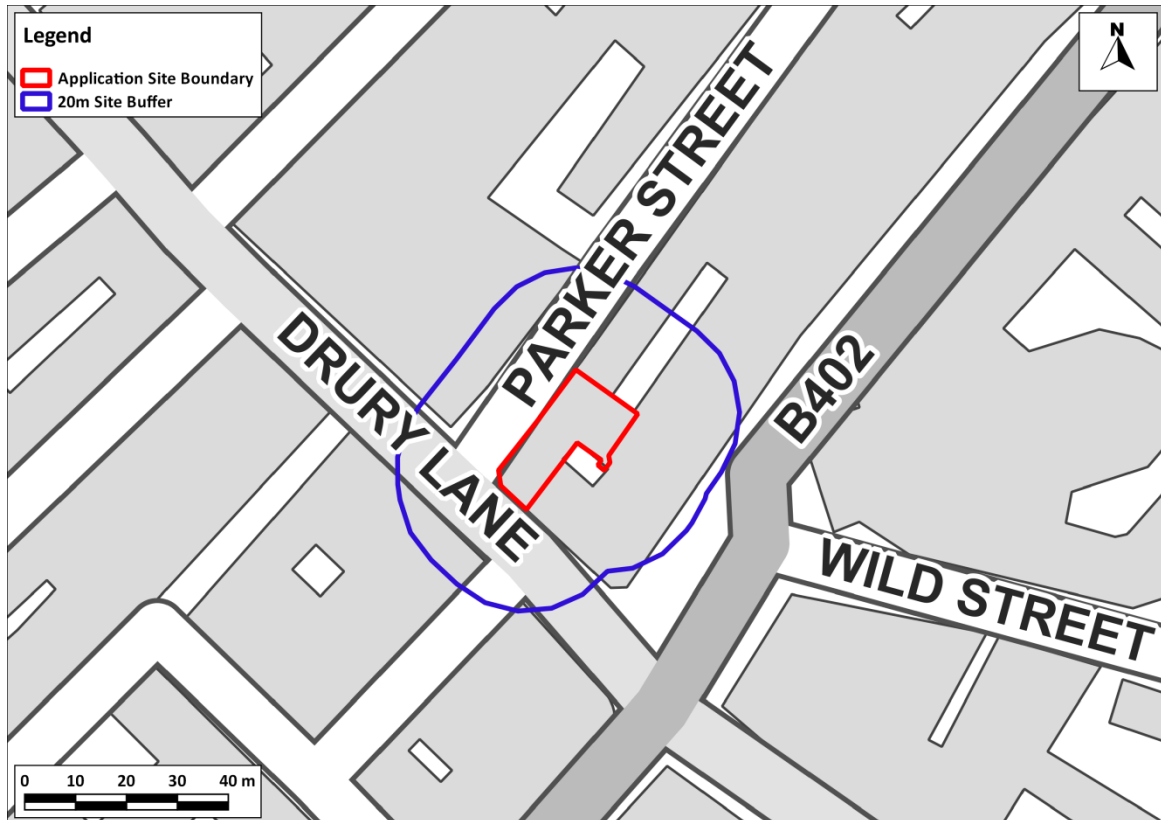 Legend
Application Site Boundary
20m Site Buffer
N
PARKER STREET
DRURY LANE
B402
WILD STREET
0 10 20 30 40 m